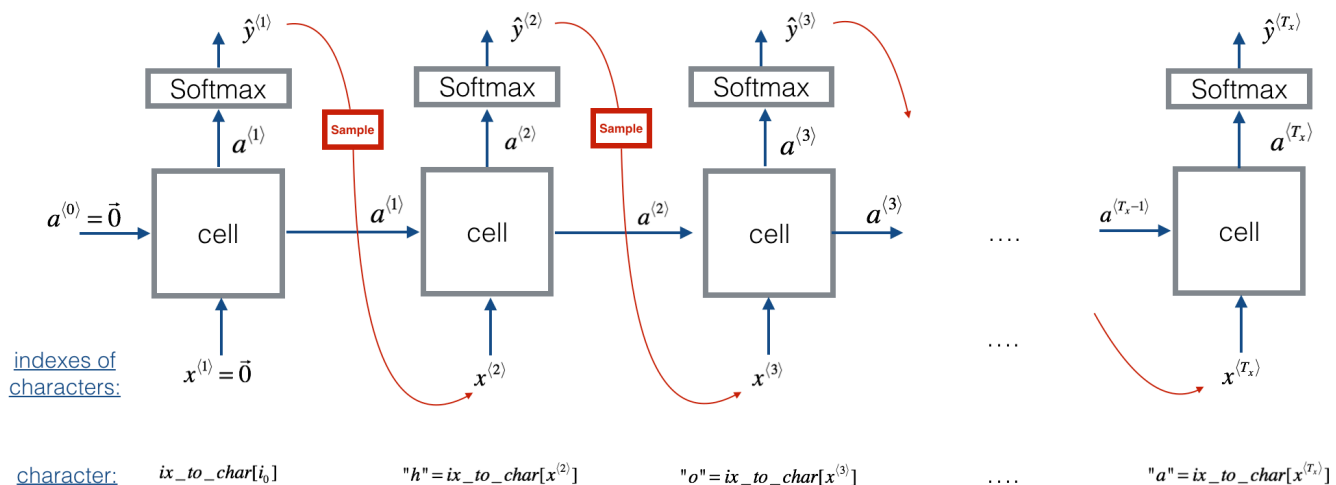 ŷ⟨1⟩ ŷ⟨2⟩ ŷ⟨3⟩ ŷ⟨Tₓ⟩
Softmax Softmax Softmax Softmax
Sample Sample
a⟨1⟩ a⟨2⟩ a⟨3⟩ a⟨Tₓ⟩
a⟨0⟩ = 0⃗ cell a⟨1⟩ cell a⟨2⟩ cell a⟨3⟩ .... a⟨Tₓ−1⟩ cell
indexes of
characters:
x⟨1⟩ = 0⃗ x⟨2⟩ x⟨3⟩ .... x⟨Tₓ⟩
character: ix_to_char[i₀] "h" = ix_to_char[x⟨2⟩] "o" = ix_to_char[x⟨3⟩] .... "a" = ix_to_char[x⟨Tₓ⟩]